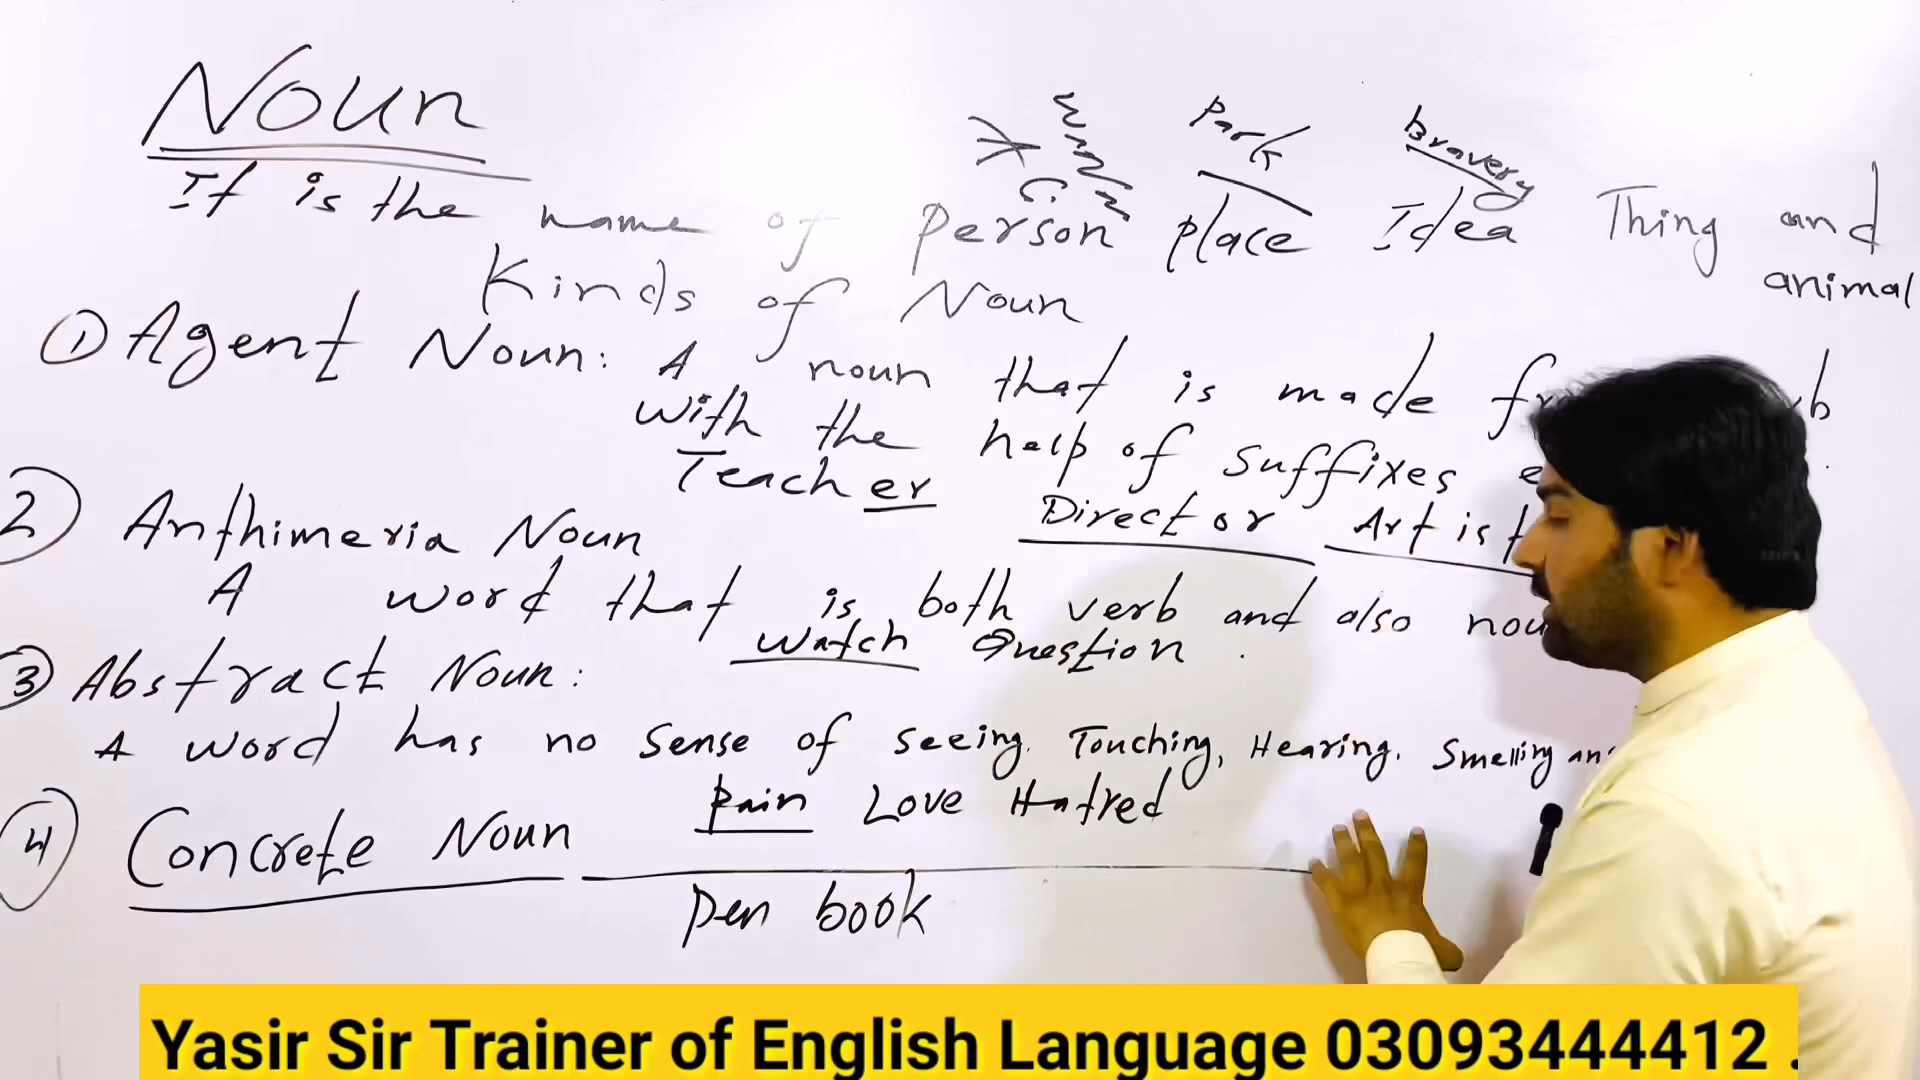 Noun
Park Bravery
It is the name of Person place Idea Thing and
animal
Kinds of Noun
① Agent Noun: A noun that is made
with the help of suffixes
Teacher Director Artist
② Anthimeria Noun
A word that is both verb and also
Watch Question.
③ Abstract Noun:
A word has no sense of seeing. Touching, Hearing. Smelling
Pain Love Hatred
④ Concrete Noun
Pen book
Yasir Sir Trainer of English Language 03093444412 .